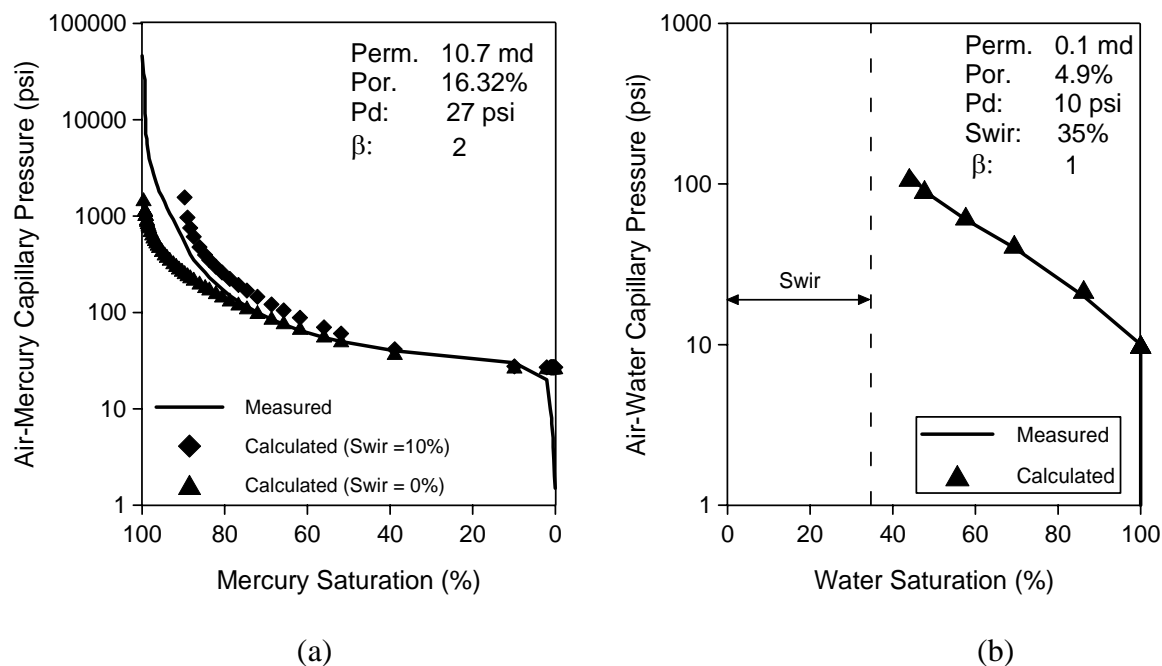 Air-Mercury Capillary Pressure (psi)
100000
10000
1000
100
10
1
Perm. 10.7 md
Por. 16.32%
Pd: 27 psi
β: 2
Measured
Calculated (Swir =10%)
Calculated (Swir = 0%)
100 80 60 40 20 0
Mercury Saturation (%)
(a)
Air-Water Capillary Pressure (psi)
1000
100
10
1
Perm. 0.1 md
Por. 4.9%
Pd: 10 psi
Swir: 35%
β: 1
Swir
Measured
Calculated
0 20 40 60 80 100
Water Saturation (%)
(b)